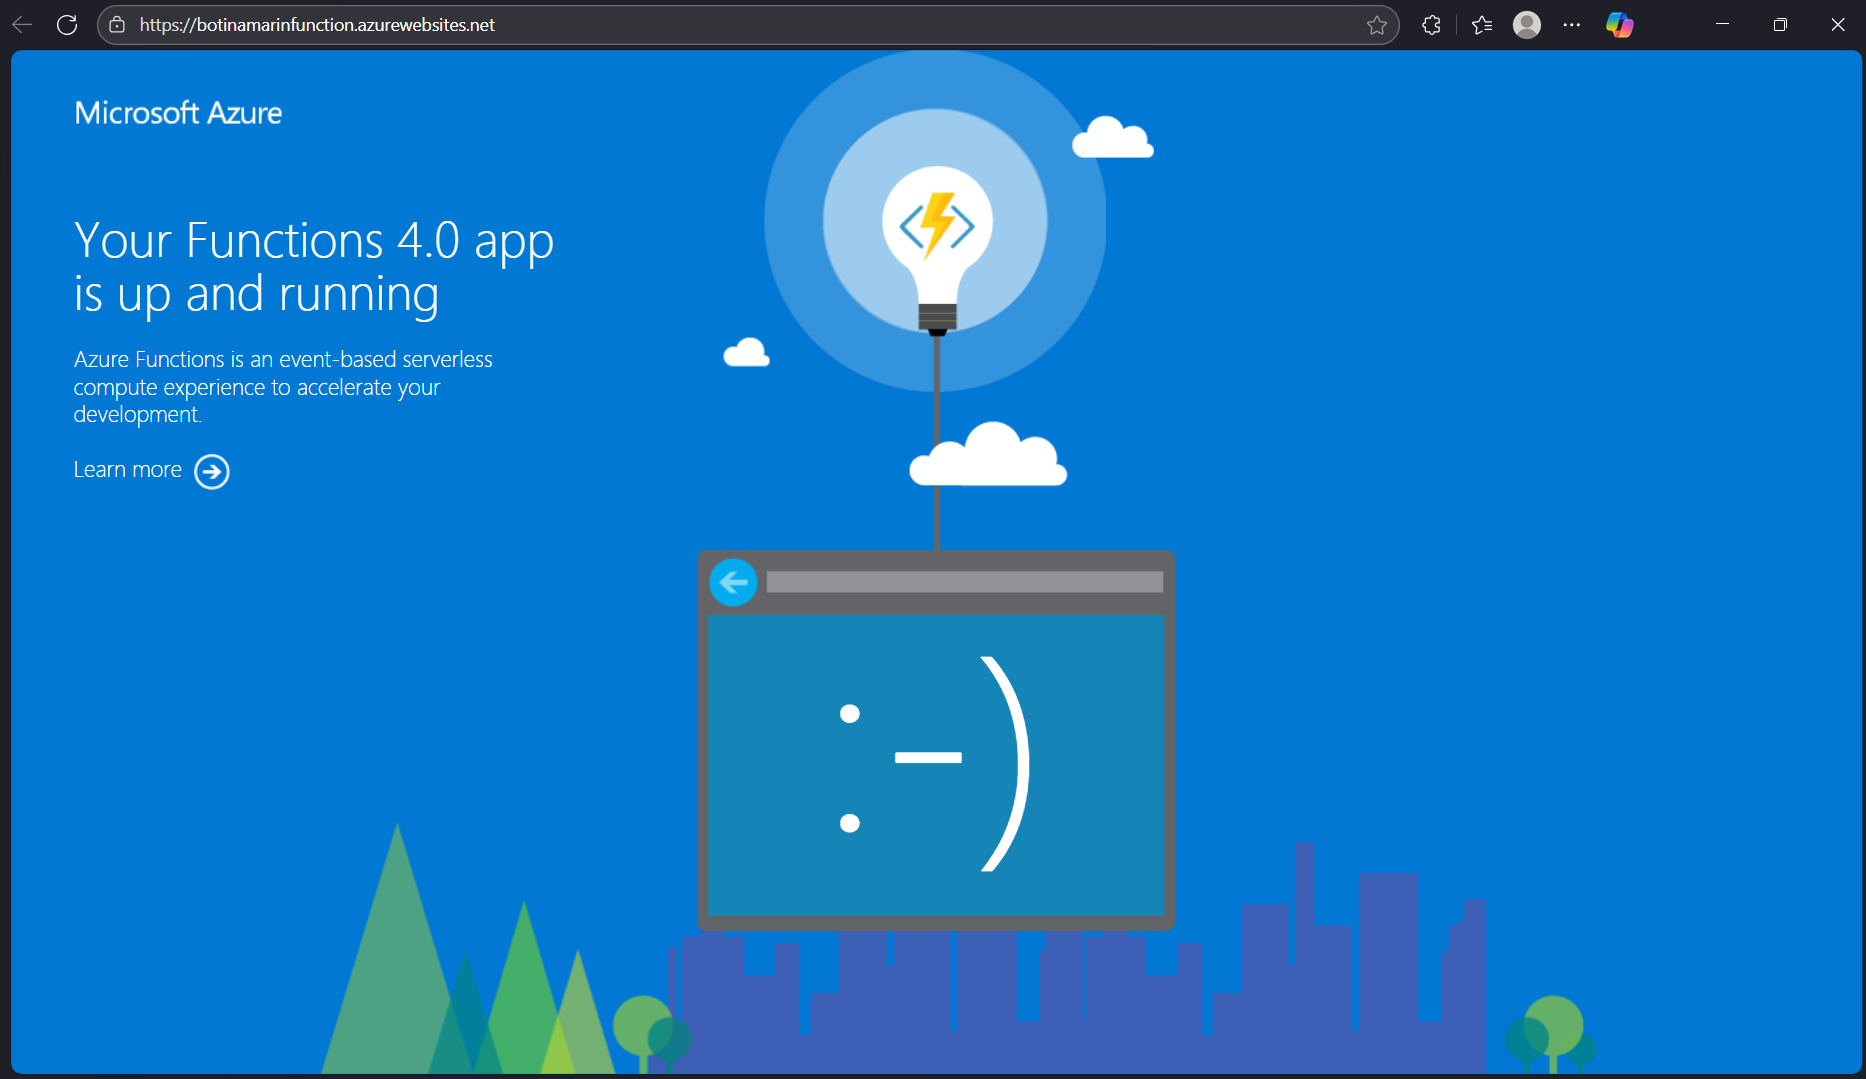 https://botinamarinfunction.azurewebsites.net
Microsoft Azure
Your Functions 4.0 app
is up and running
Azure Functions is an event-based serverless
compute experience to accelerate your
development.
Learn more
:-)